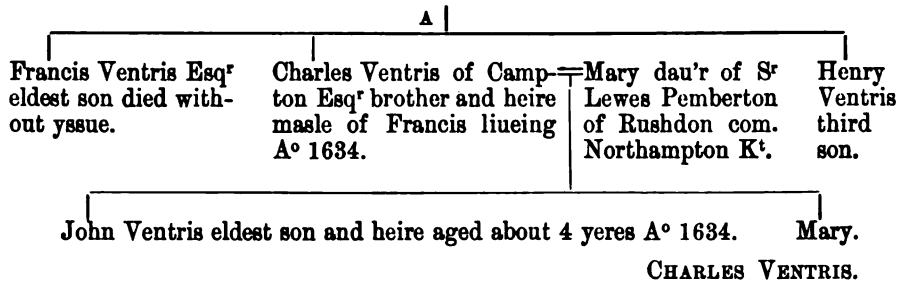 A
Francis Ventris Esqʳ
eldest son died with-
out yssue.
Charles Ventris of Camp-
ton Esqʳ brother and heire
masle of Francis liueing
Aº 1634.
Mary dau'r of Sʳ
Lewes Pemberton
of Rushdon com.
Northampton Kᵗ.
Henry
Ventris
third
son.
John Ventris eldest son and heire aged about 4 yeres Aº 1634.
Mary.
CHARLES VENTRIS.